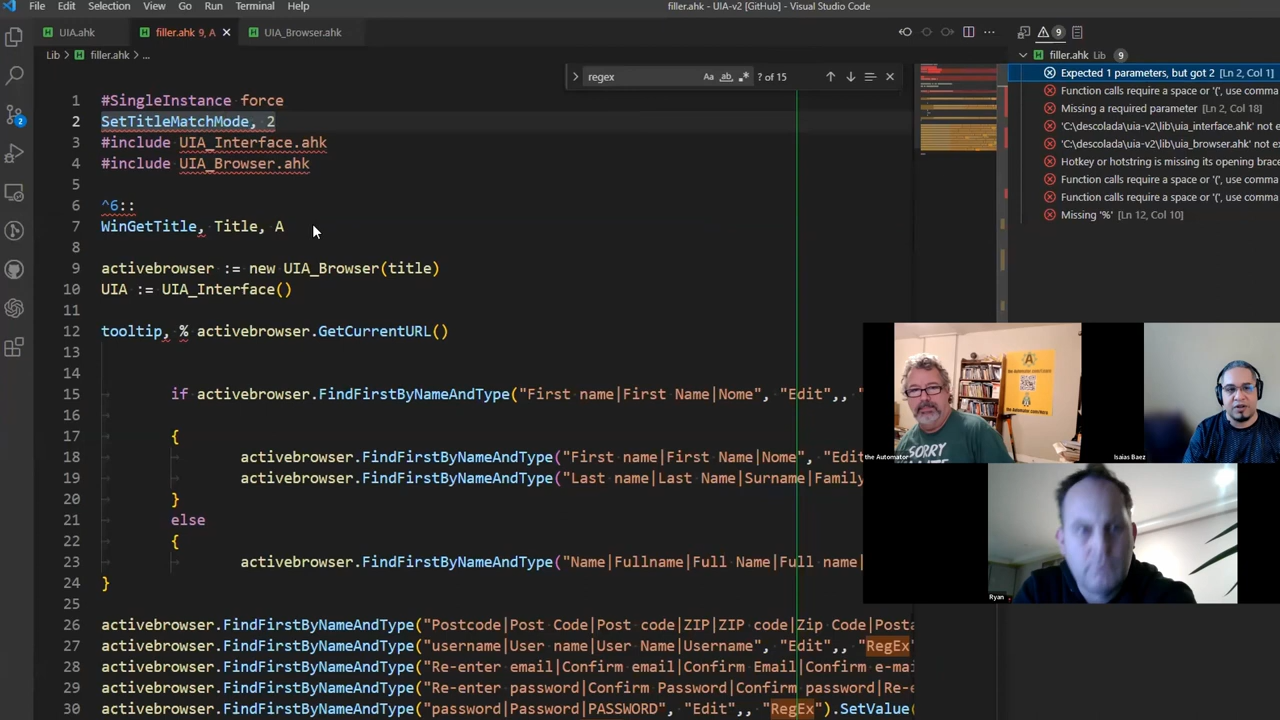 File Edit Selection View Go Run Terminal Help
filler.ahk - UIA-v2 [GitHub] - Visual Studio Code
UIA.ahk filler.ahk 9, A UIA_Browser.ahk
Lib > filler.ahk > ...
regex Aa ab ? of 15
1 #SingleInstance force
2 SetTitleMatchMode, 2
3 #include UIA_Interface.ahk
4 #include UIA_Browser.ahk
5
6 ^6::
7 WinGetTitle, Title, A
8
9 activebrowser := new UIA_Browser(title)
10 UIA := UIA_Interface()
11
12 tooltip, % activebrowser.GetCurrentURL()
13
14
15 if activebrowser.FindFirstByNameAndType("First name|First Name|Nome", "Edit",, "
16
17 {
18 activebrowser.FindFirstByNameAndType("First name|First Name|Nome", "Edit
19 activebrowser.FindFirstByNameAndType("Last name|Last Name|Surname|Family
20 }
21 else
22 {
23 activebrowser.FindFirstByNameAndType("Name|Fullname|Full Name|Full name|
24 }
25
26 activebrowser.FindFirstByNameAndType("Postcode|Post Code|Post code|ZIP|ZIP code|Zip Code|Posta
27 activebrowser.FindFirstByNameAndType("username|User name|User Name|Username", "Edit",, "RegEx"
28 activebrowser.FindFirstByNameAndType("Re-enter email|Confirm email|Confirm Email|Confirm e-mai
29 activebrowser.FindFirstByNameAndType("Re-enter password|Confirm Password|Confirm password|Re-e
30 activebrowser.FindFirstByNameAndType("password|Password|PASSWORD", "Edit",, "RegEx").SetValue(
9
filler.ahk Lib 9
Expected 1 parameters, but got 2 [Ln 2, Col 1]
Function calls require a space or '(', use comma
Missing a required parameter [Ln 2, Col 18]
'C:\descolada\uia-v2\lib\uia_interface.ahk' not e
'C:\descolada\uia-v2\lib\uia_browser.ahk' not ex
Hotkey or hotstring is missing its opening brace
Function calls require a space or '(', use comma
Function calls require a space or '(', use comma
Missing '%' [Ln 12, Col 10]
2
the Automator
SORRY
the-Automator.com/Hero
Isaias Baez
Ryan